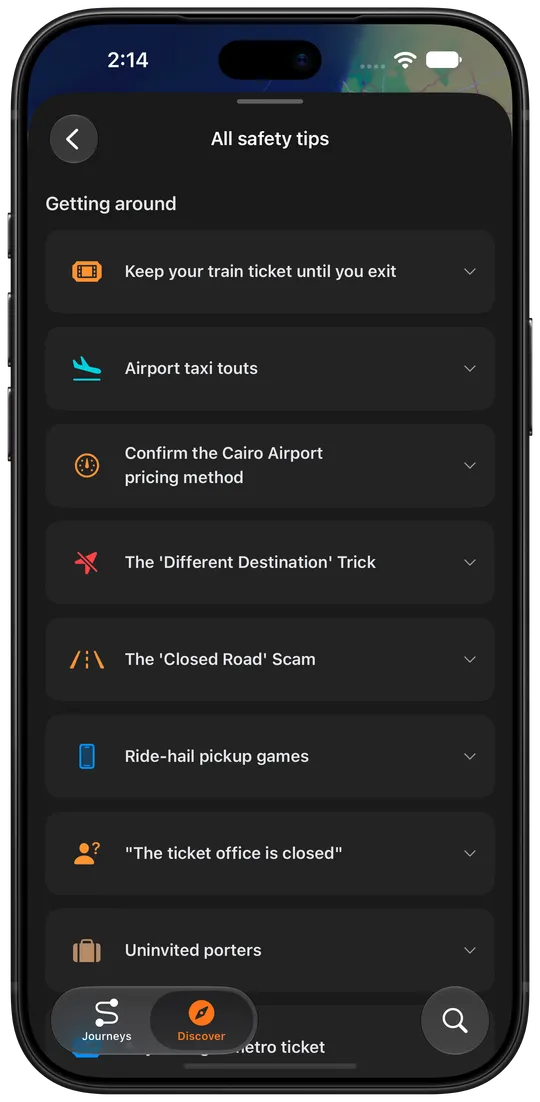 2:14
All safety tips
Getting around
Keep your train ticket until you exit
Airport taxi touts
Confirm the Cairo Airport
pricing method
The 'Different Destination' Trick
The 'Closed Road' Scam
Ride-hail pickup games
"The ticket office is closed"
Uninvited porters
metro ticket
Journeys
Discover